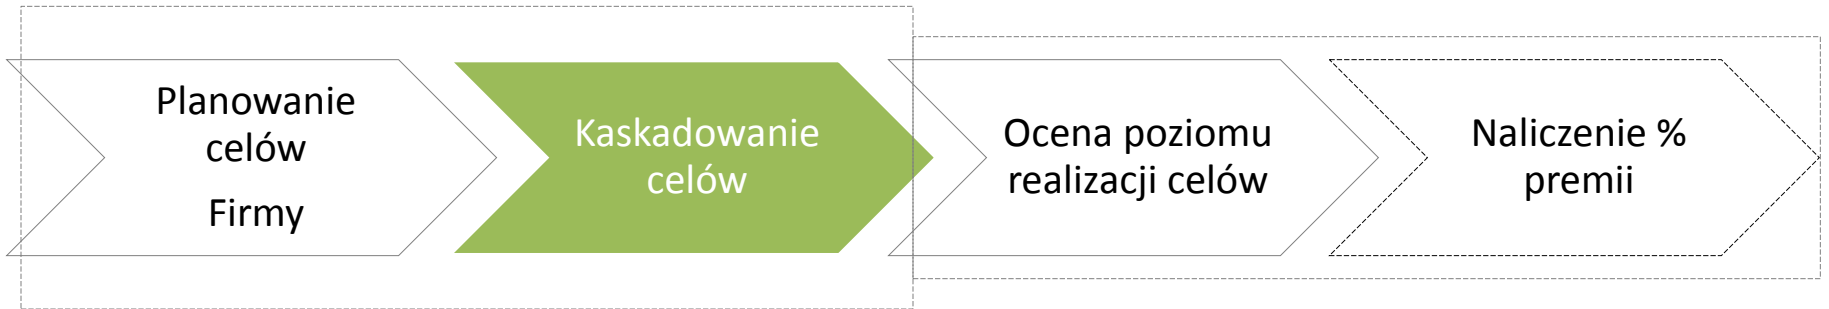 Planowanie
celów
Firmy
Kaskadowanie
celów
Ocena poziomu
realizacji celów
Naliczenie %
premii